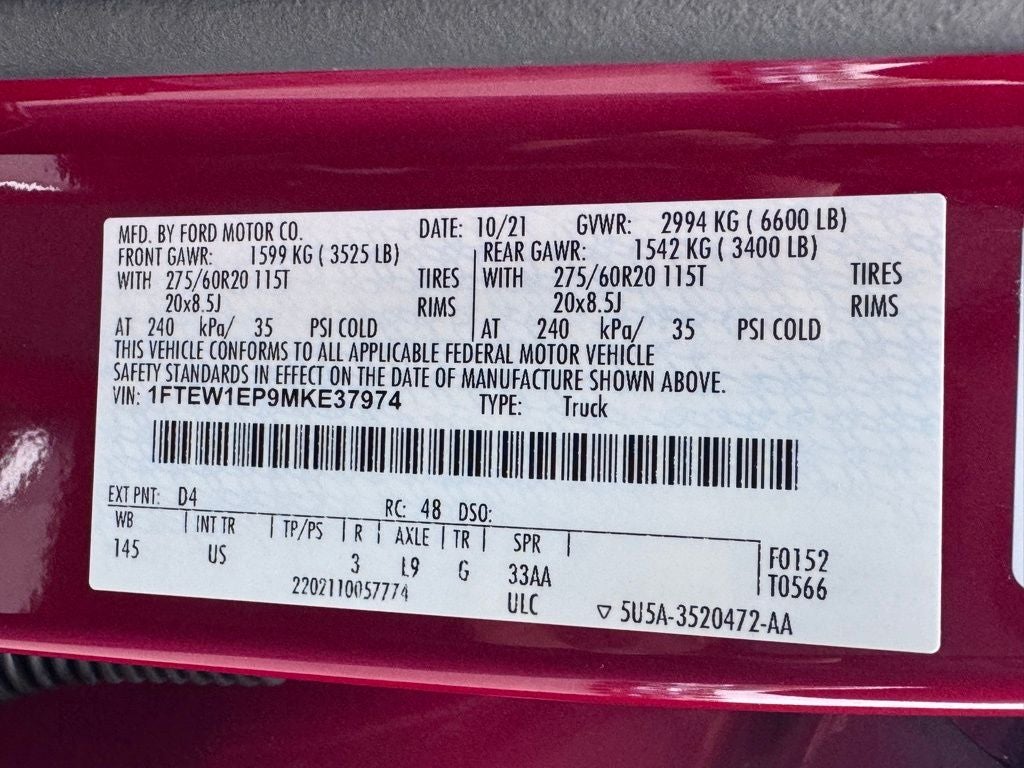 MFD. BY FORD MOTOR CO. DATE: 10/21 GVWR: 2994 KG ( 6600 LB)
FRONT GAWR: 1599 KG ( 3525 LB) REAR GAWR: 1542 KG ( 3400 LB)
WITH 275/60R20 115T TIRES WITH 275/60R20 115T TIRES
20x8.5J RIMS 20x8.5J RIMS
AT 240 kPa/ 35 PSI COLD AT 240 kPa/ 35 PSI COLD
THIS VEHICLE CONFORMS TO ALL APPLICABLE FEDERAL MOTOR VEHICLE
SAFETY STANDARDS IN EFFECT ON THE DATE OF MANUFACTURE SHOWN ABOVE.
VIN: 1FTEW1EP9MKE37974 TYPE: Truck
EXT PNT: D4 RC: 48 DSO:
WB INT TR TP/PS R AXLE TR SPR F0152
145 US 3 L9 G 33AA T0566
2202110057774 ULC 5U5A-3520472-AA